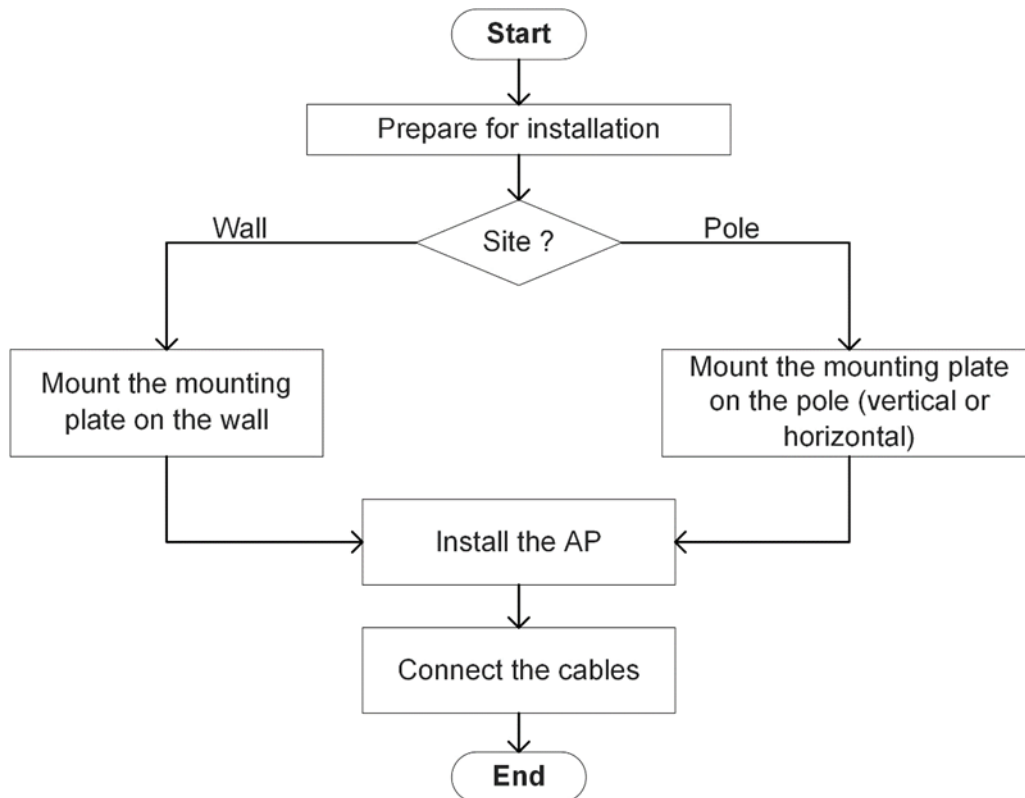 Start
Prepare for installation
Wall
Site ?
Pole
Mount the mounting
plate on the wall
Mount the mounting plate
on the pole (vertical or
horizontal)
Install the AP
Connect the cables
End